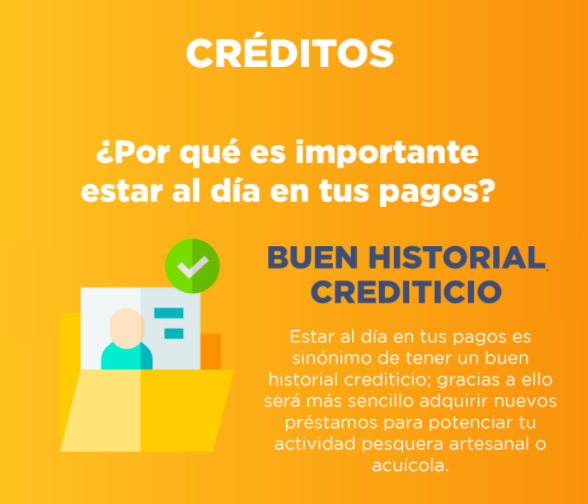 CRÉDITOS
¿Por qué es importante
estar al día en tus pagos?
BUEN HISTORIAL
CREDITICIO
Estar al día en tus pagos es
sinónimo de tener un buen
historial crediticio; gracias a ello
será más sencillo adquirir nuevos
préstamos para potenciar tu
actividad pesquera artesanal o
acuícola.